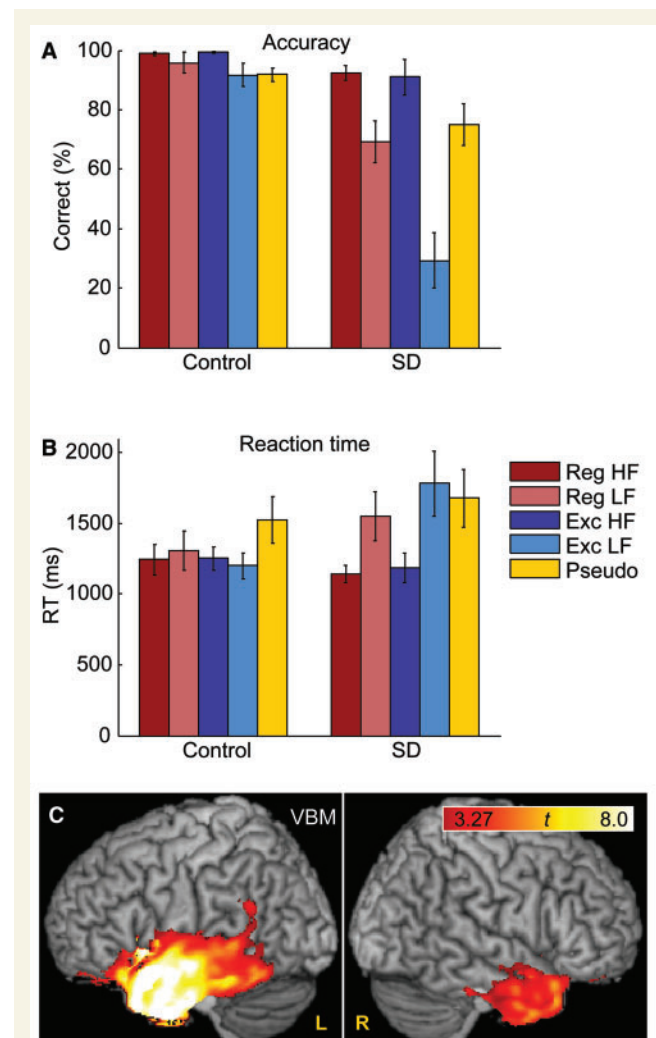 A Accuracy
100
80
60
40
20
0
Correct (%)
Control SD
B Reaction time
2000
1500
1000
500
0
RT (ms)
Control SD
Reg HF
Reg LF
Exc HF
Exc LF
Pseudo
C VBM
3.27 t 8.0
L R